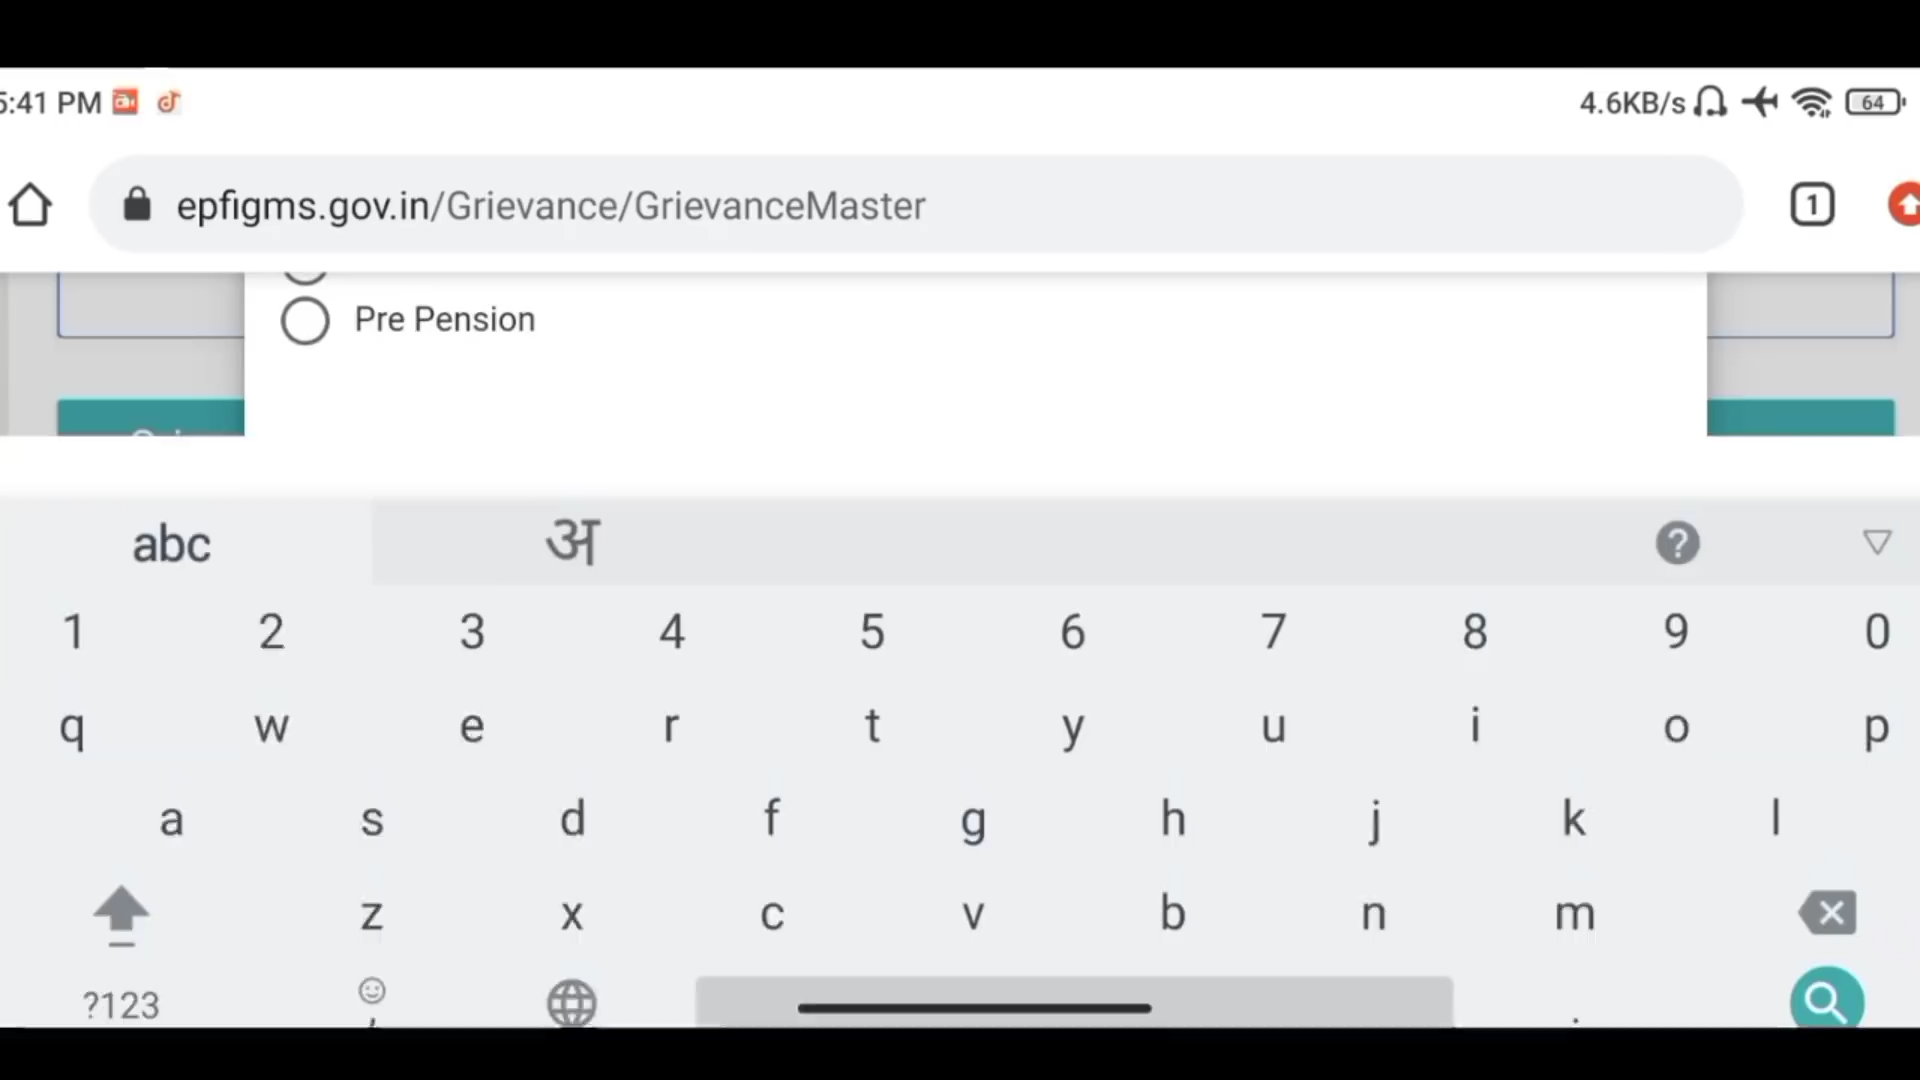 5:41 PM 4.6KB/s 64
epfigms.gov.in/Grievance/GrievanceMaster 1
Pre Pension
abc अ ?
1 2 3 4 5 6 7 8 9 0
q w e r t y u i o p
a s d f g h j k l
z x c v b n m
?123 , .